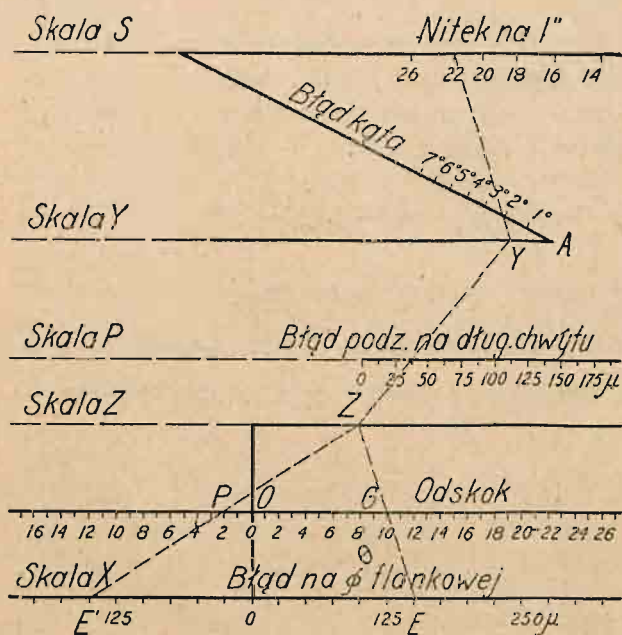 Skala S Nitek na 1"
26 22 20 18 16 14
Błąd kąta
7° 6° 5° 4° 3° 2° 1°
Skala Y Y A
Skala P Błąd podz. na dług. chwytu
0 25 50 75 100 125 150 175 μ
Skala Z Z
P O G Odskok
16 14 12 10 8 6 4 2 0 2 4 6 8 10 12 14 16 18 20 22 24 26
Skala X Błąd na ϕ flankowej
E' 125 0 125 E 250 μ